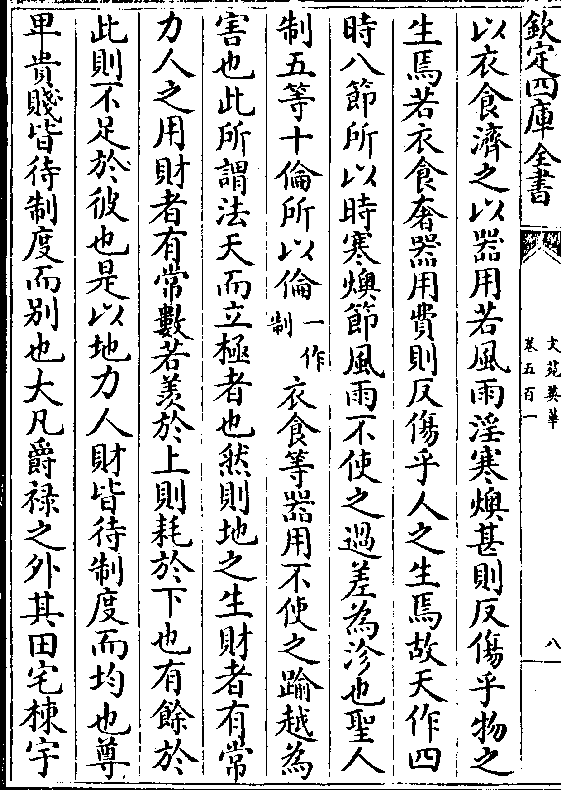 欽定四庫全書
文苑英華
卷五百一
八
以衣食濟之以器用若風雨淫寒燠甚則反傷乎物之
生焉若衣食奢器用費則反傷乎人之生焉故天作四
時八節所以時寒燠節風雨不使之過差為沴也聖人
制五等十倫所以倫一作制衣食等器用不使之踰越為
害也此所謂法天而立極者也然則地之生財者有常
力人之用財者有常數若羨於上則耗於下也有餘於
此則不足於彼也是以地力人財皆待制度而均也尊
卑貴賤皆待制度而別也大凡爵祿之外其田宅棟宇